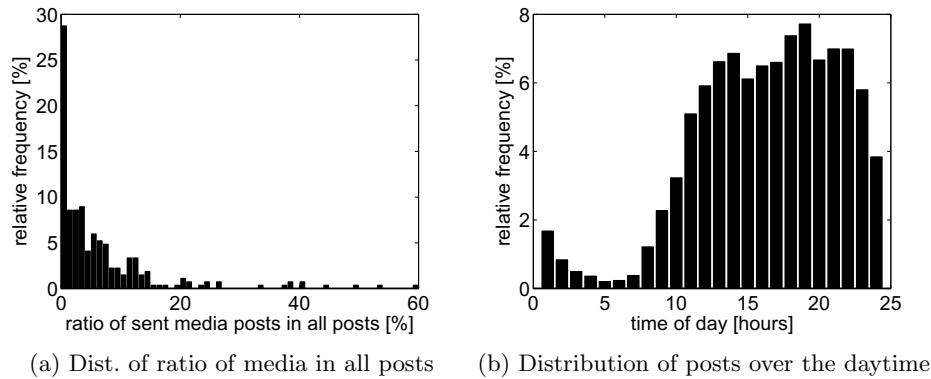 30
25
20
15
10
5
0
relative frequency [%]
0 20 40 60
ratio of sent media posts in all posts [%]
(a) Dist. of ratio of media in all posts
8
6
4
2
0
relative frequency [%]
0 5 10 15 20 25
time of day [hours]
(b) Distribution of posts over the daytime